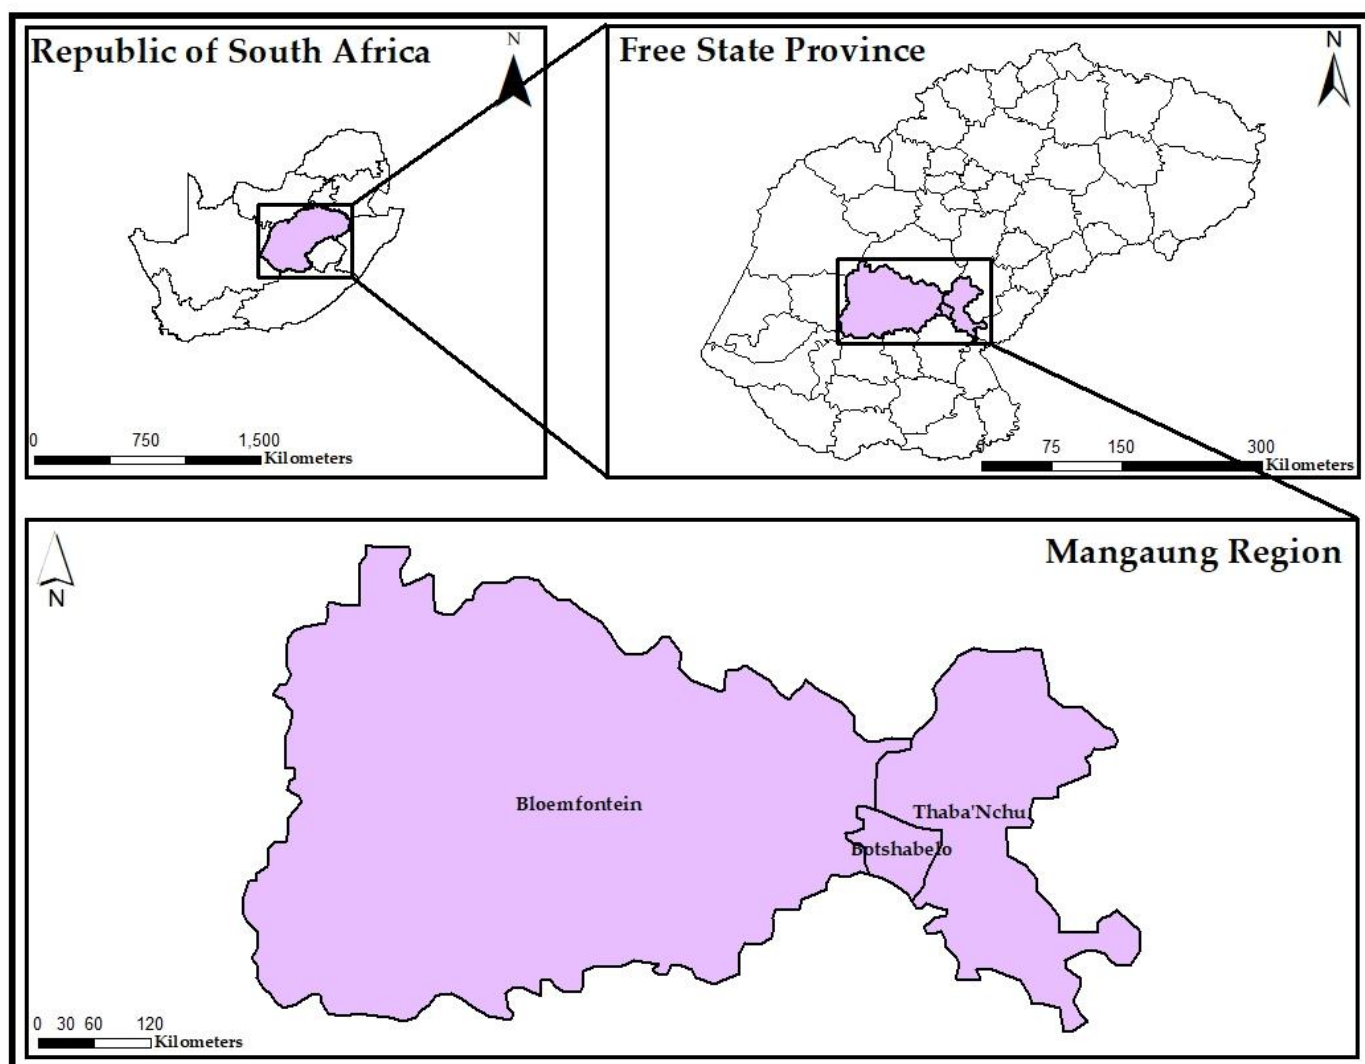 Republic of South Africa
N
0 750 1,500
Kilometers
Free State Province
N
0 75 150 300
Kilometers
Mangaung Region
N
Bloemfontein
Thaba'Nchu
Botshabelo
0 30 60 120
Kilometers